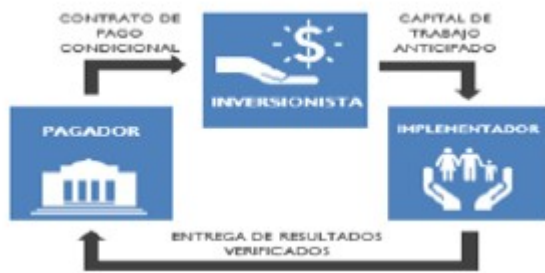 CONTRATO DE
PAGO
CONDICIONAL
$
INVERSIONISTA
CAPITAL DE
TRABAJO
ANTICIPADO
PAGADOR
IMPLEMENTADOR
ENTREGA DE RESULTADOS
VERIFICADOS